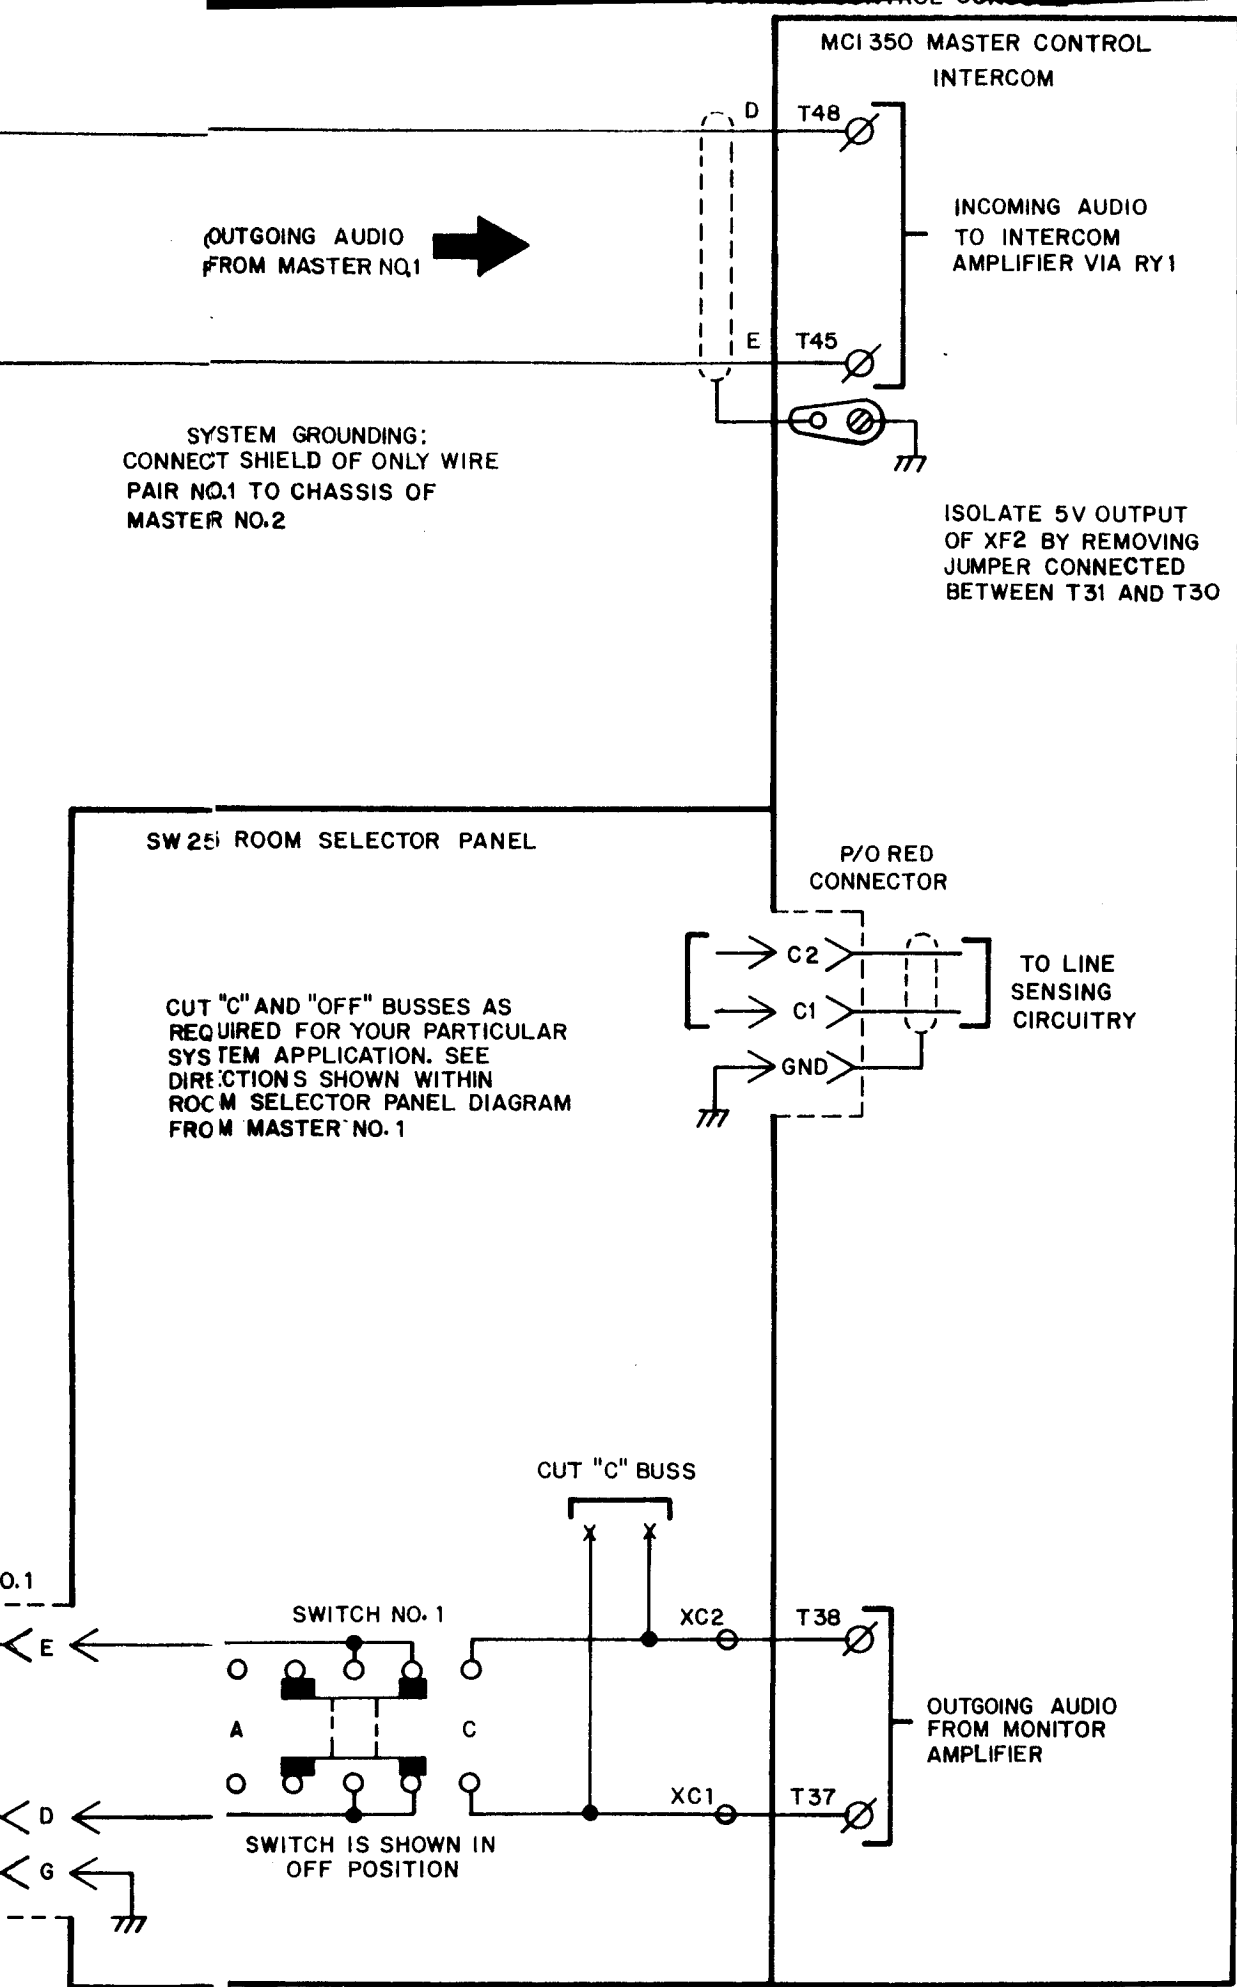 MCI 350 MASTER CONTROL
INTERCOM
D
T48
INCOMING AUDIO
TO INTERCOM
AMPLIFIER VIA RY1
OUTGOING AUDIO
FROM MASTER NO.1
E
T45
SYSTEM GROUNDING:
CONNECT SHIELD OF ONLY WIRE
PAIR NO.1 TO CHASSIS OF
MASTER NO.2
ISOLATE 5V OUTPUT
OF XF2 BY REMOVING
JUMPER CONNECTED
BETWEEN T31 AND T30
ROOM SELECTOR PANEL
P/O RED
CONNECTOR
C2
C1
GND
TO LINE
SENSING
CIRCUITRY
CUT "C" AND "OFF" BUSSES AS
REQUIRED FOR YOUR PARTICULAR
SYSTEM APPLICATION. SEE
DIRECTIONS SHOWN WITHIN
ROOM SELECTOR PANEL DIAGRAM
FROM MASTER NO. 1
CUT "C" BUSS
X X
O.1
SWITCH NO. 1
XC2
T38
E
A
C
OUTGOING AUDIO
FROM MONITOR
AMPLIFIER
XC1
T37
D
SWITCH IS SHOWN IN
OFF POSITION
G